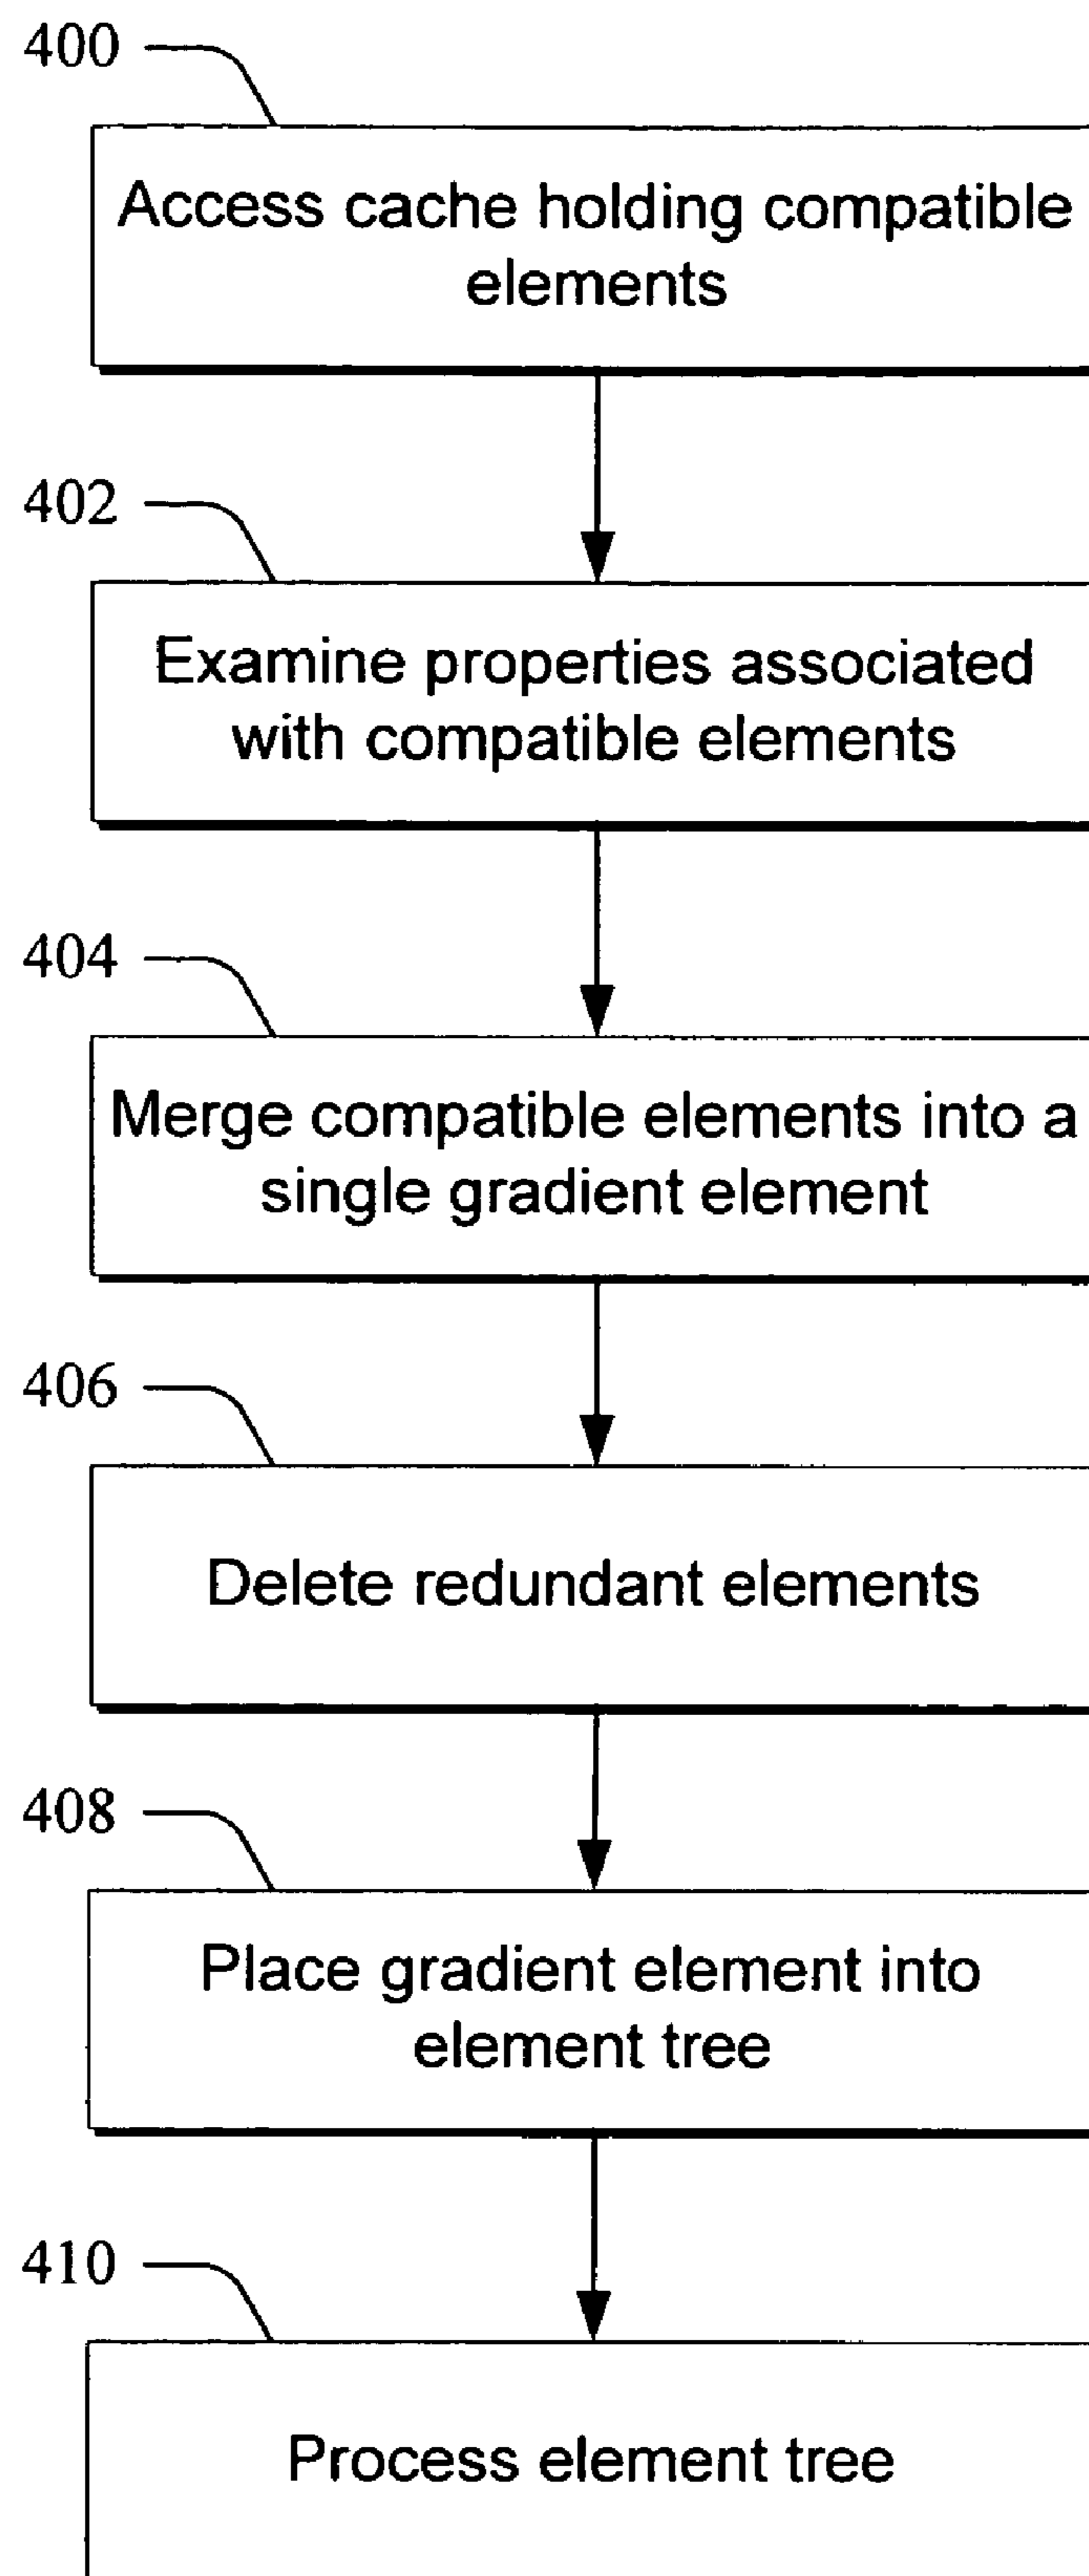 400
Access cache holding compatible
elements
402
Examine properties associated
with compatible elements
404
Merge compatible elements into a
single gradient element
406
Delete redundant elements
408
Place gradient element into
element tree
410
Process element tree